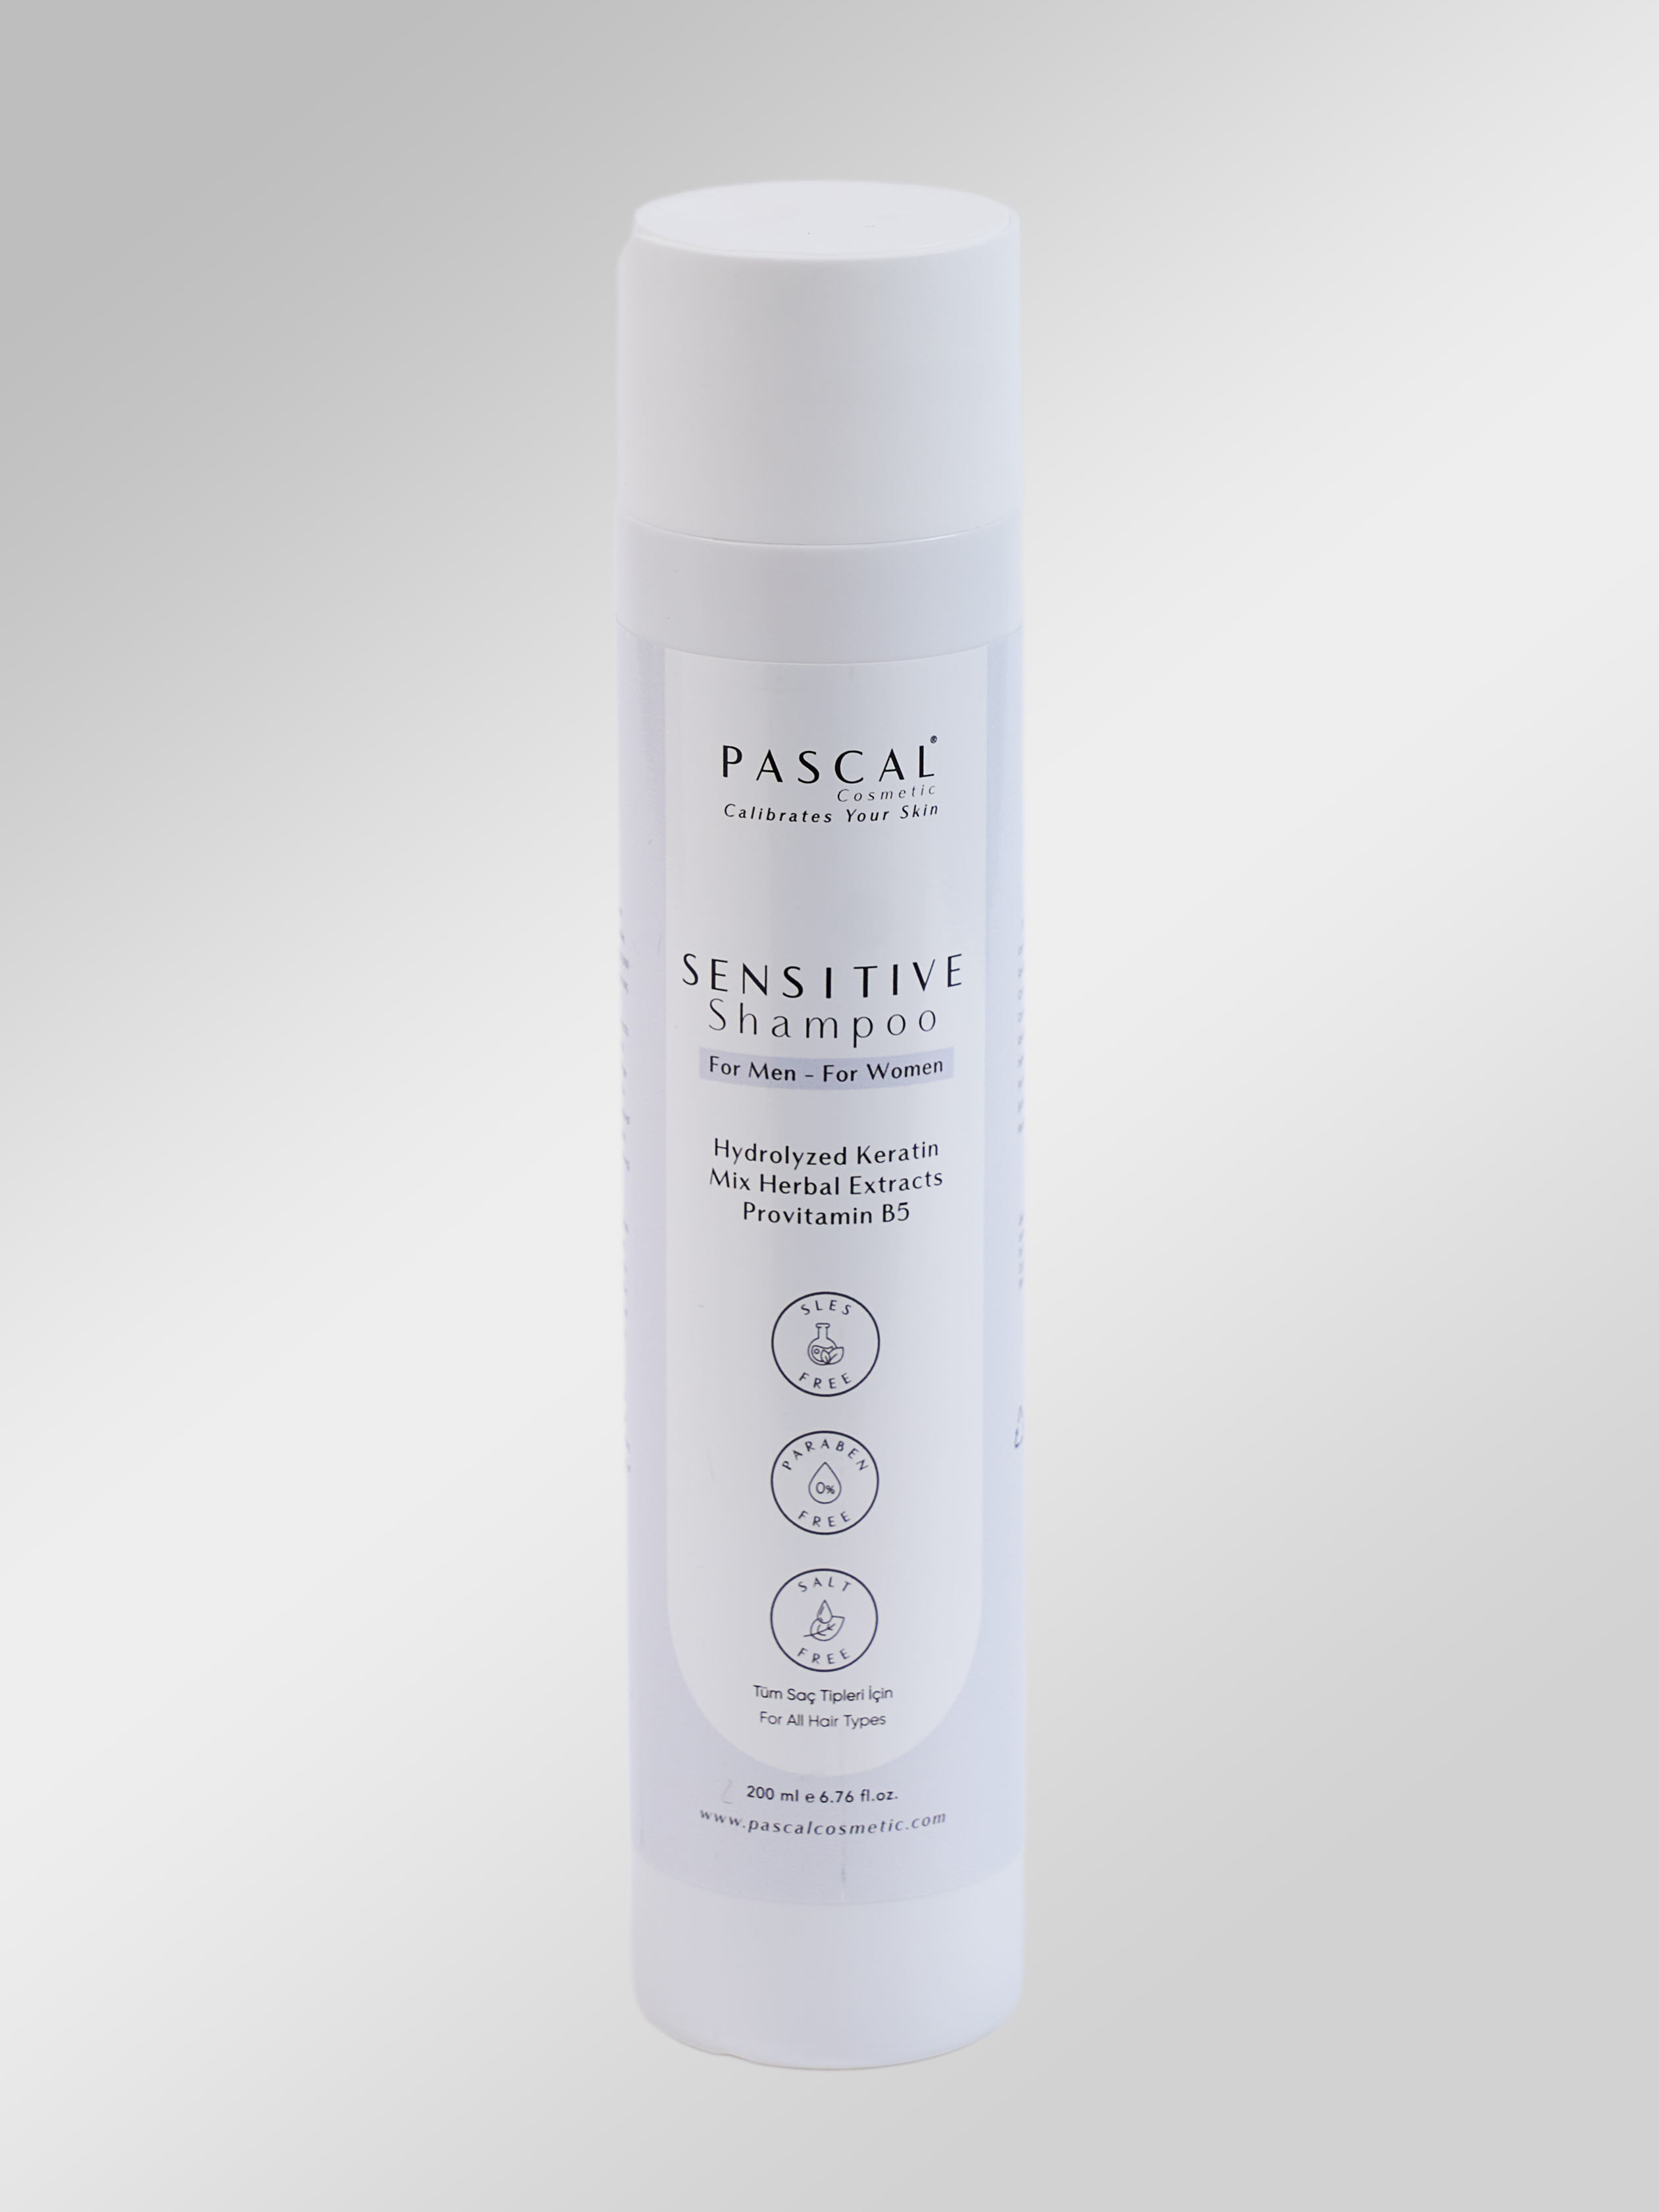 PASCAL®
Cosmetic
Calibrates Your Skin
SENSITIVE
Shampoo
For Men - For Women
Hydrolyzed Keratin
Mix Herbal Extracts
Provitamin B5
SLES
FREE
PARABEN
0%
FREE
SALT
FREE
Tüm Saç Tipleri İçin
For All Hair Types
200 ml e 6.76 fl.oz.
www.pascalcosmetic.com